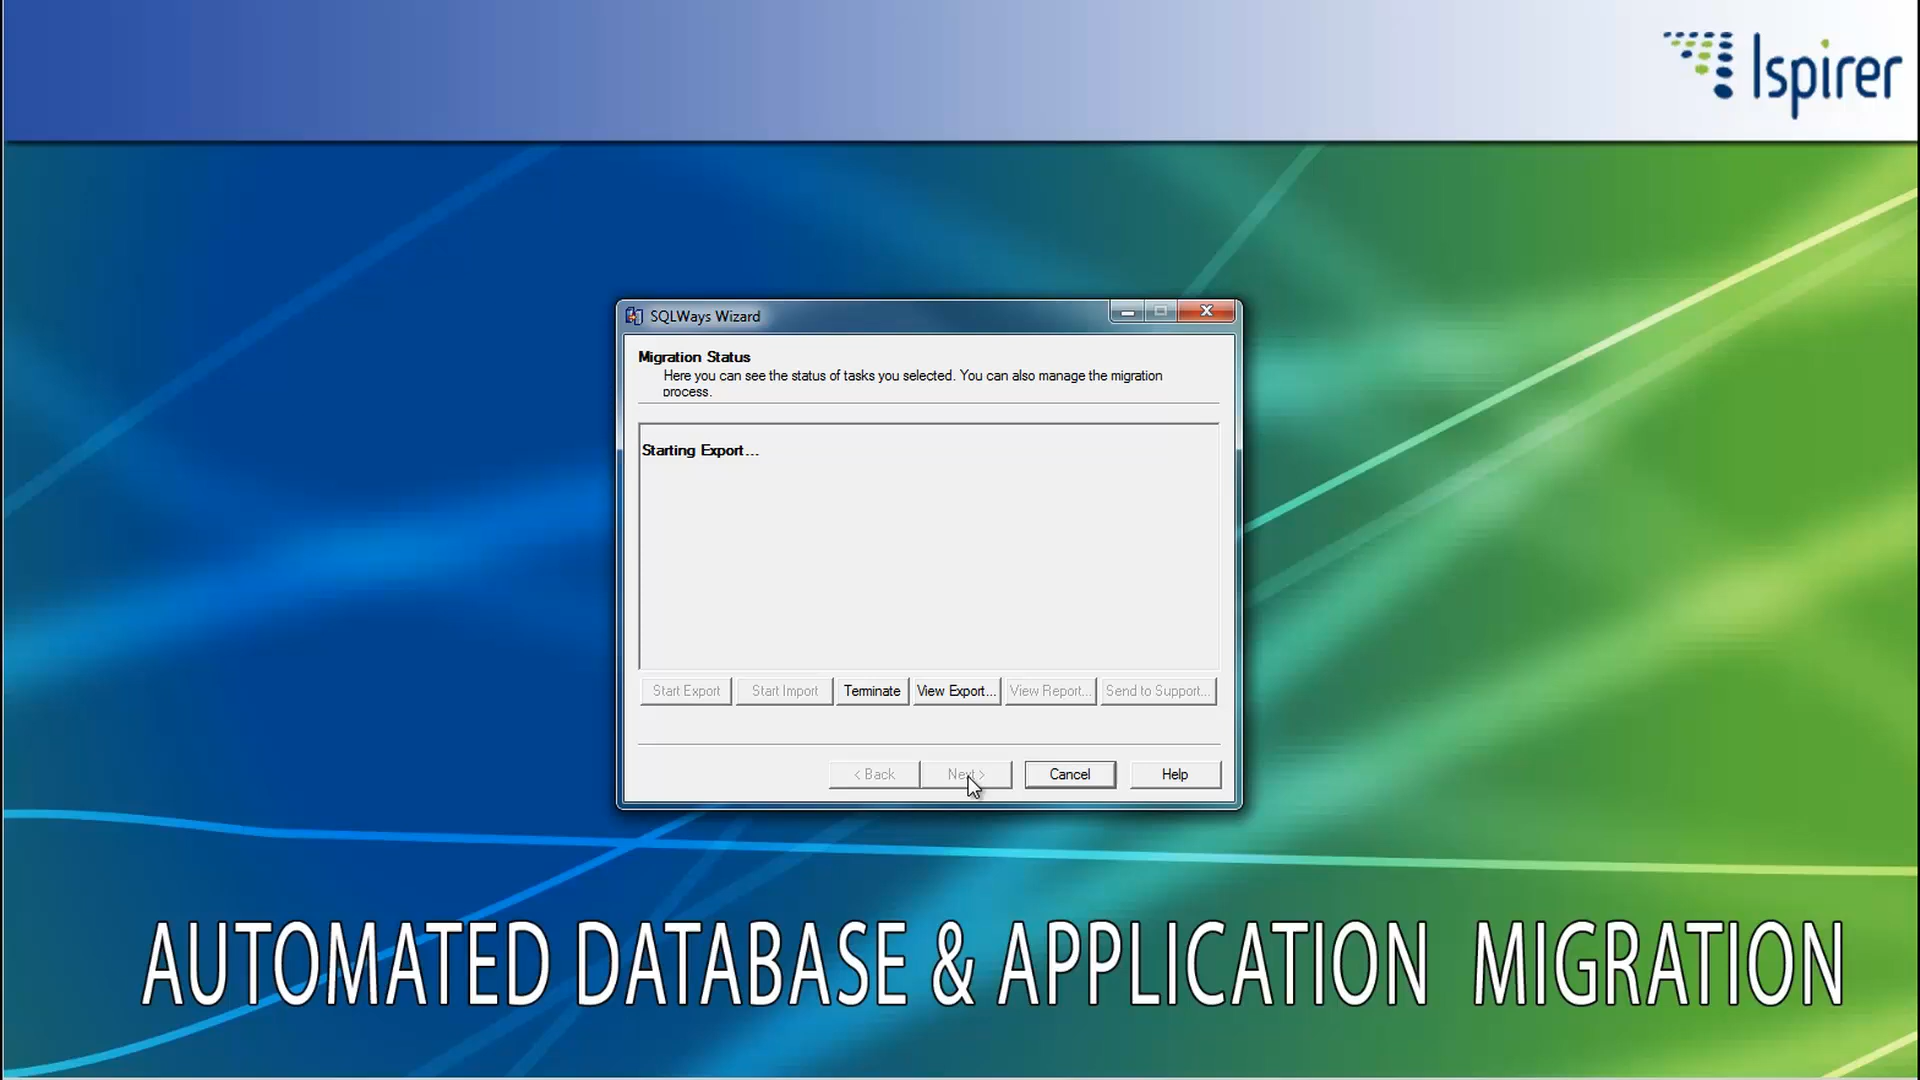 Ispirer
SQLWays Wizard
Migration Status
Here you can see the status of tasks you selected. You can also manage the migration
process.
Starting Export...
Start Export
Start Import
Terminate
View Export...
View Report...
Send to Support...
< Back
Next >
Cancel
Help
AUTOMATED DATABASE & APPLICATION MIGRATION